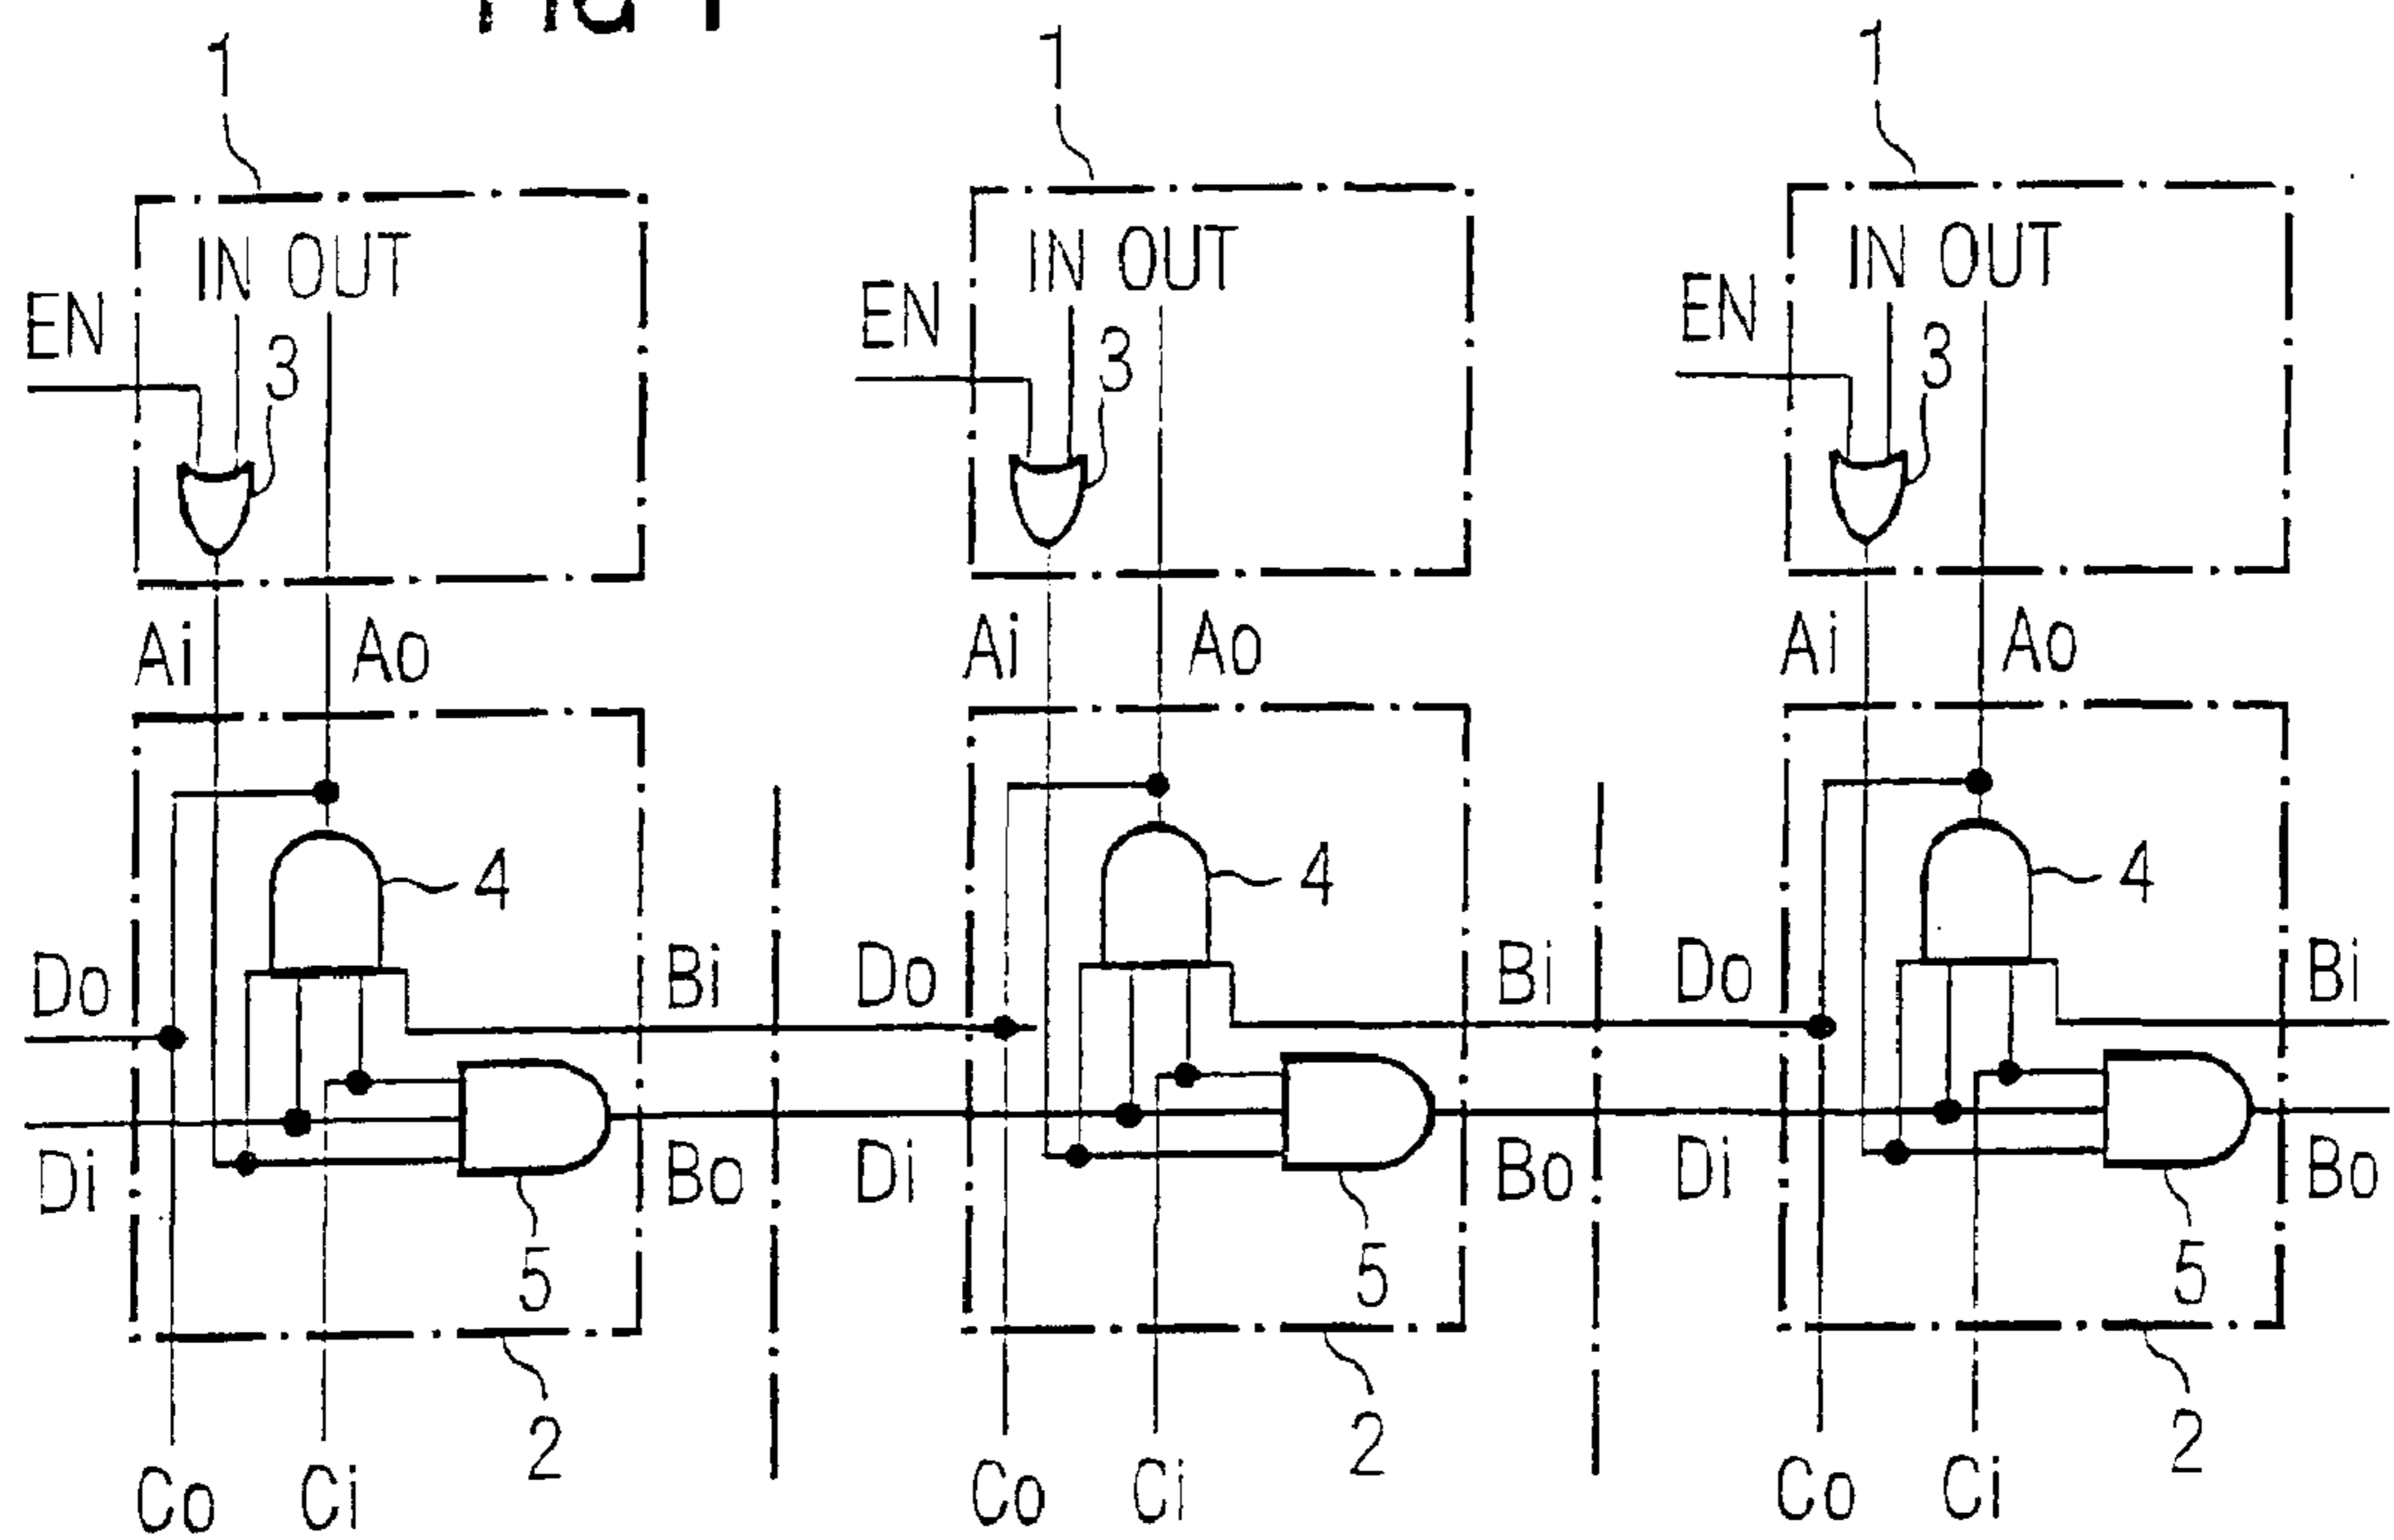 1 1 1
IN OUT IN OUT IN OUT
EN EN EN
3 3 3
Ai Ao Ai Ao Ai Ao
4 4 4
Do Bi Do Bi Do Bi
Di Bo Di Bo Di Bo
5 5 5
2 2 2
Co Ci Co Ci Co Ci